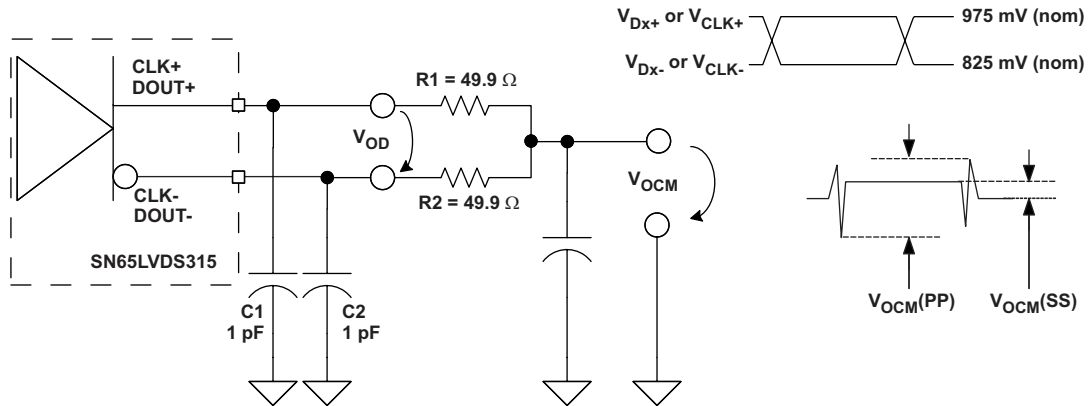 V_Dx+ or V_CLK+
975 mV (nom)
V_Dx- or V_CLK-
825 mV (nom)
CLK+
DOUT+
R1 = 49.9 Ω
V_OD
V_OCM
CLK-
DOUT-
R2 = 49.9 Ω
SN65LVDS315
C1
1 pF
C2
1 pF
V_OCM(PP)
V_OCM(SS)